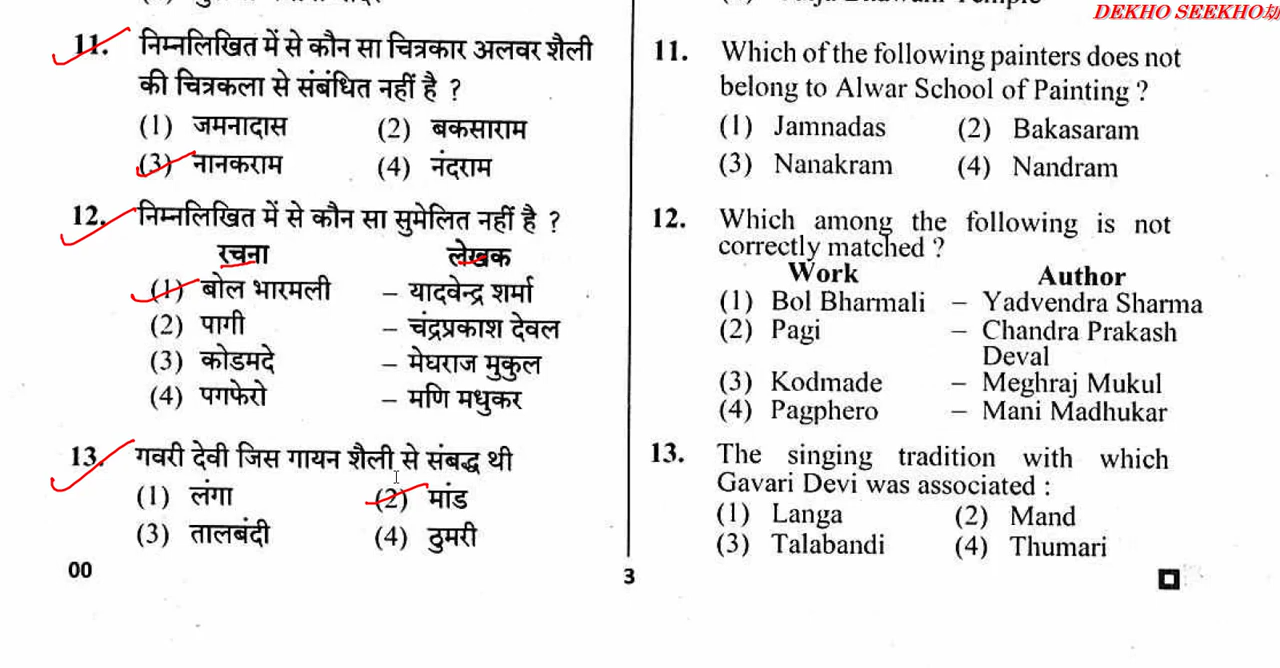 DEKHO SEEKHO
11. निम्नलिखित में से कौन सा चित्रकार अलवर शैली
की चित्रकला से संबंधित नहीं है ?
(1) जमनादास (2) बकसाराम
(3) नानकराम (4) नंदराम
12. निम्नलिखित में से कौन सा सुमेलित नहीं है ?
रचना लेखक
(1) बोल भारमली – यादवेन्द्र शर्मा
(2) पागी – चंद्रप्रकाश देवल
(3) कोडमदे – मेघराज मुकुल
(4) पगफेरो – मणि मधुकर
13. गवरी देवी जिस गायन शैली से संबद्ध थी
(1) लंगा (2) मांड
(3) तालबंदी (4) ठुमरी
11. Which of the following painters does not
belong to Alwar School of Painting ?
(1) Jamnadas (2) Bakasaram
(3) Nanakram (4) Nandram
12. Which among the following is not
correctly matched ?
Work Author
(1) Bol Bharmali – Yadvendra Sharma
(2) Pagi – Chandra Prakash
Deval
(3) Kodmade – Meghraj Mukul
(4) Pagphero – Mani Madhukar
13. The singing tradition with which
Gavari Devi was associated :
(1) Langa (2) Mand
(3) Talabandi (4) Thumari
00 3